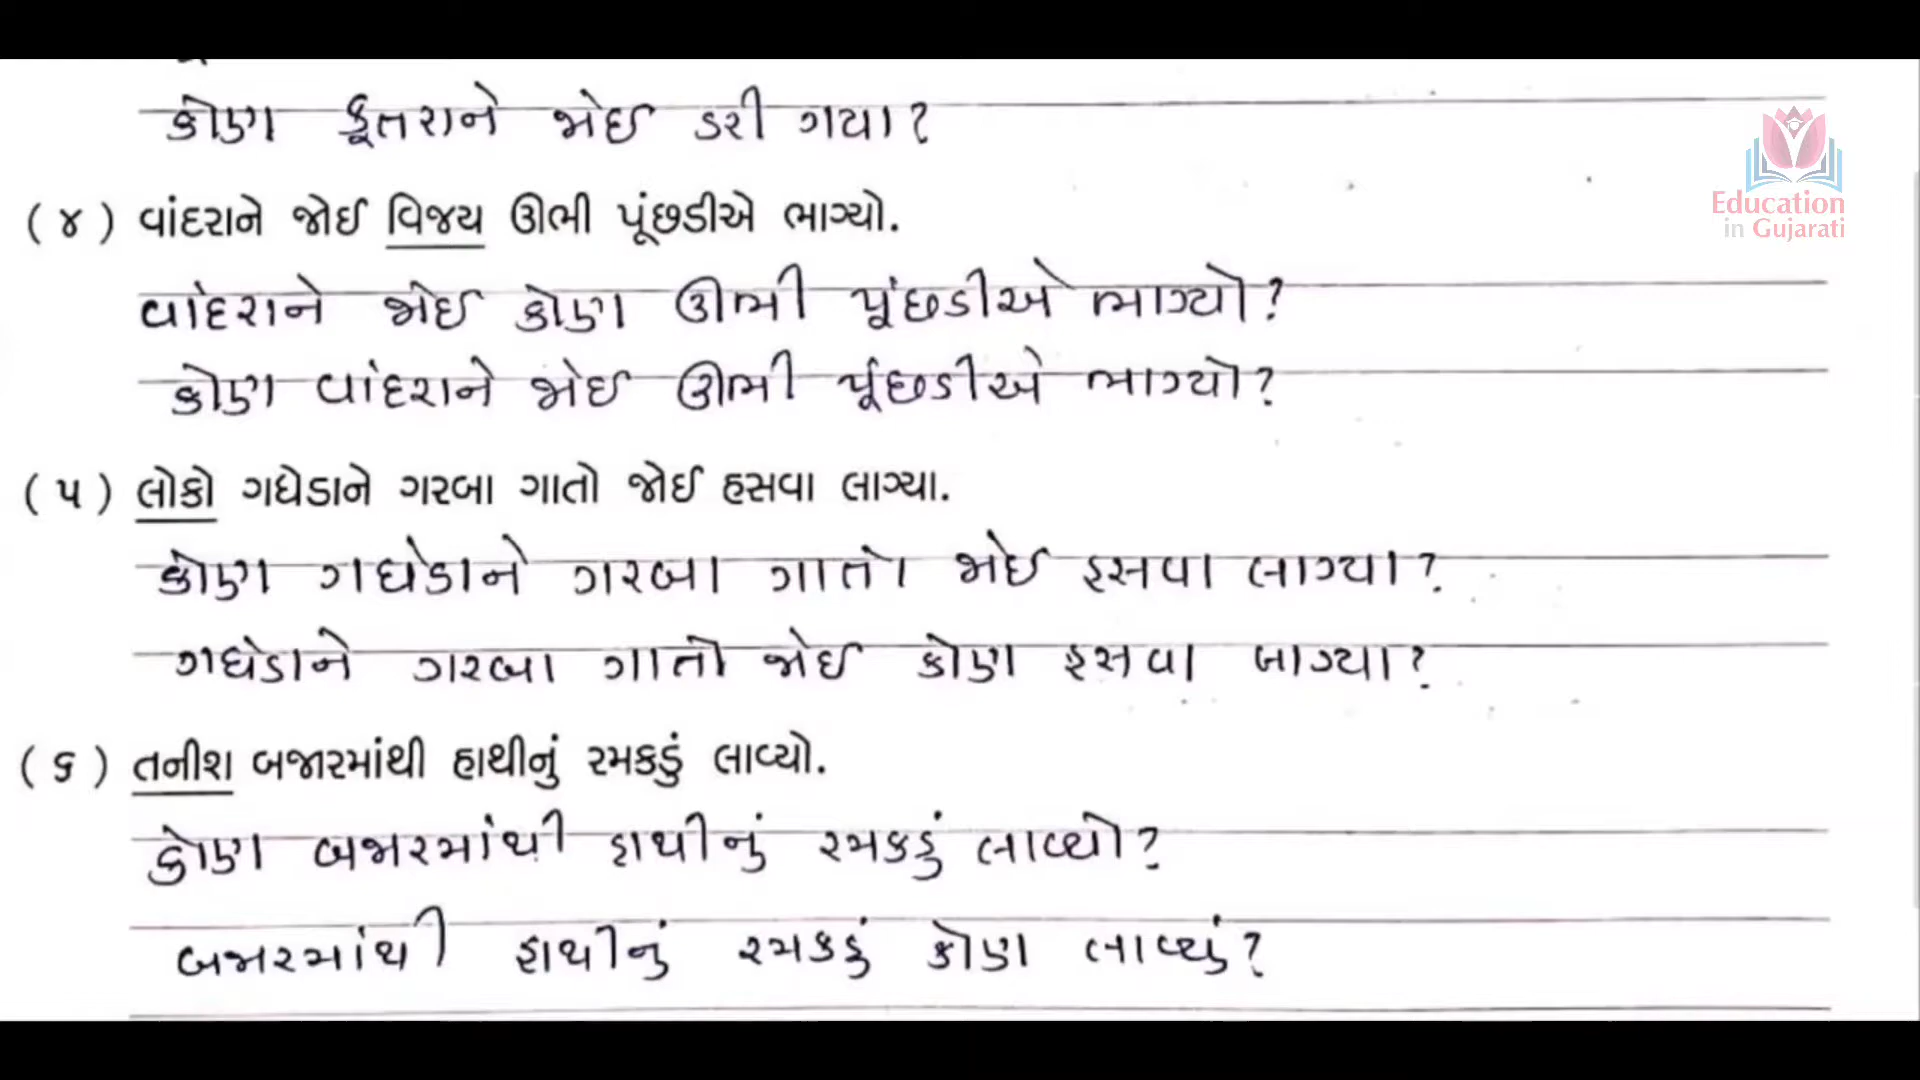 કોણ કૂતરાને જોઈ ડરી ગયા?
Education
in Gujarati
(૪) વાંદરાને જોઈ વિજય ઊભી પૂંછડીએ ભાગ્યો.
વાંદરાને જોઈ કોણ ઊભી પૂંછડીએ ભાગ્યો?
કોણ વાંદરાને જોઈ ઊભી પૂંછડીએ ભાગ્યો?
(૫) લોકો ગધેડાને ગરબા ગાતો જોઈ હસવા લાગ્યા.
કોણ ગધેડાને ગરબા ગાતો જોઈ હસવા લાગ્યા?
ગધેડાને ગરબા ગાતો જોઈ કોણ હસવા લાગ્યા?
(૬) તનીશ બજારમાંથી હાથીનું રમકડું લાવ્યો.
કોણ બજારમાંથી હાથીનું રમકડું લાવ્યો?
બજારમાંથી હાથીનું રમકડું કોણ લાવ્યું?